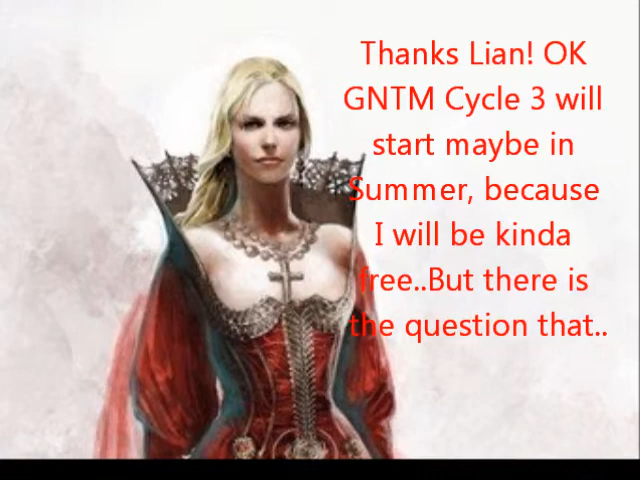 Thanks Lian! OK
GNTM Cycle 3 will
start maybe in
Summer, because
I will be kinda
free..But there is
the question that..